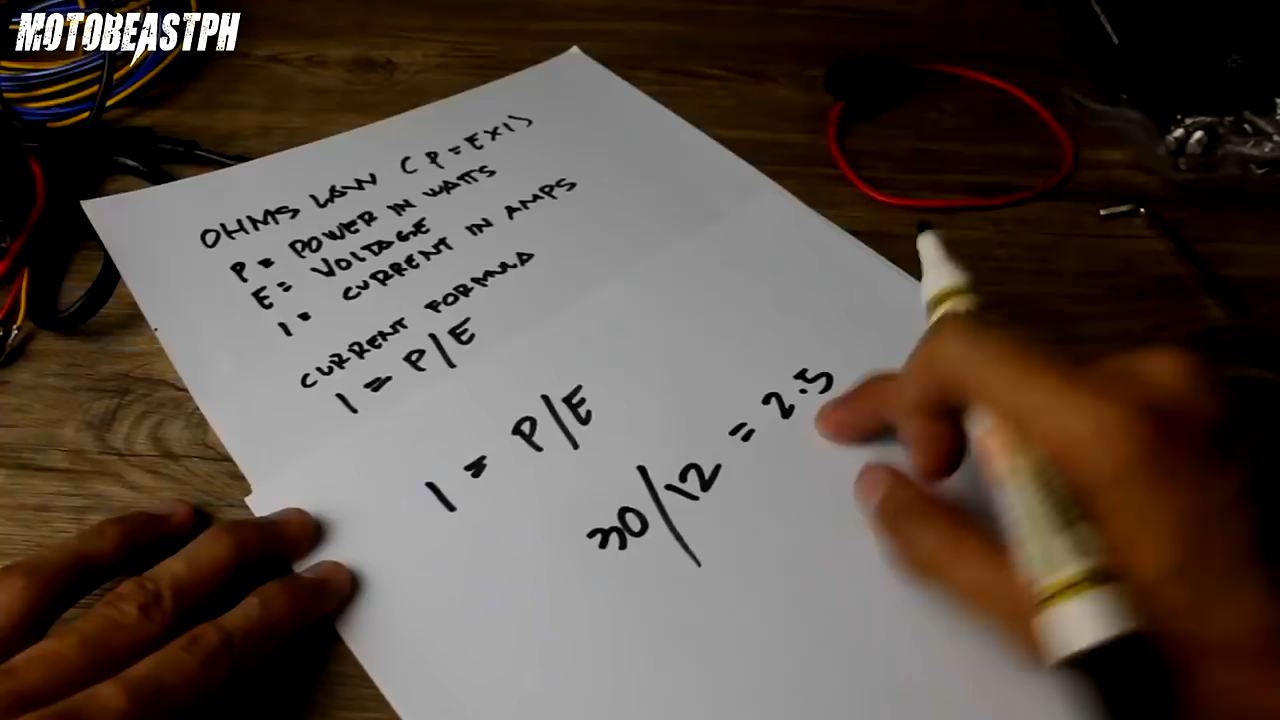 MOTOBEASTPH
OHMS LAW (P=EXI)
P= POWER IN WATTS
E= VOLTAGE
I= CURRENT IN AMPS
CURRENT FORMULA
I = P/E
I = P/E
30/12 = 2.5